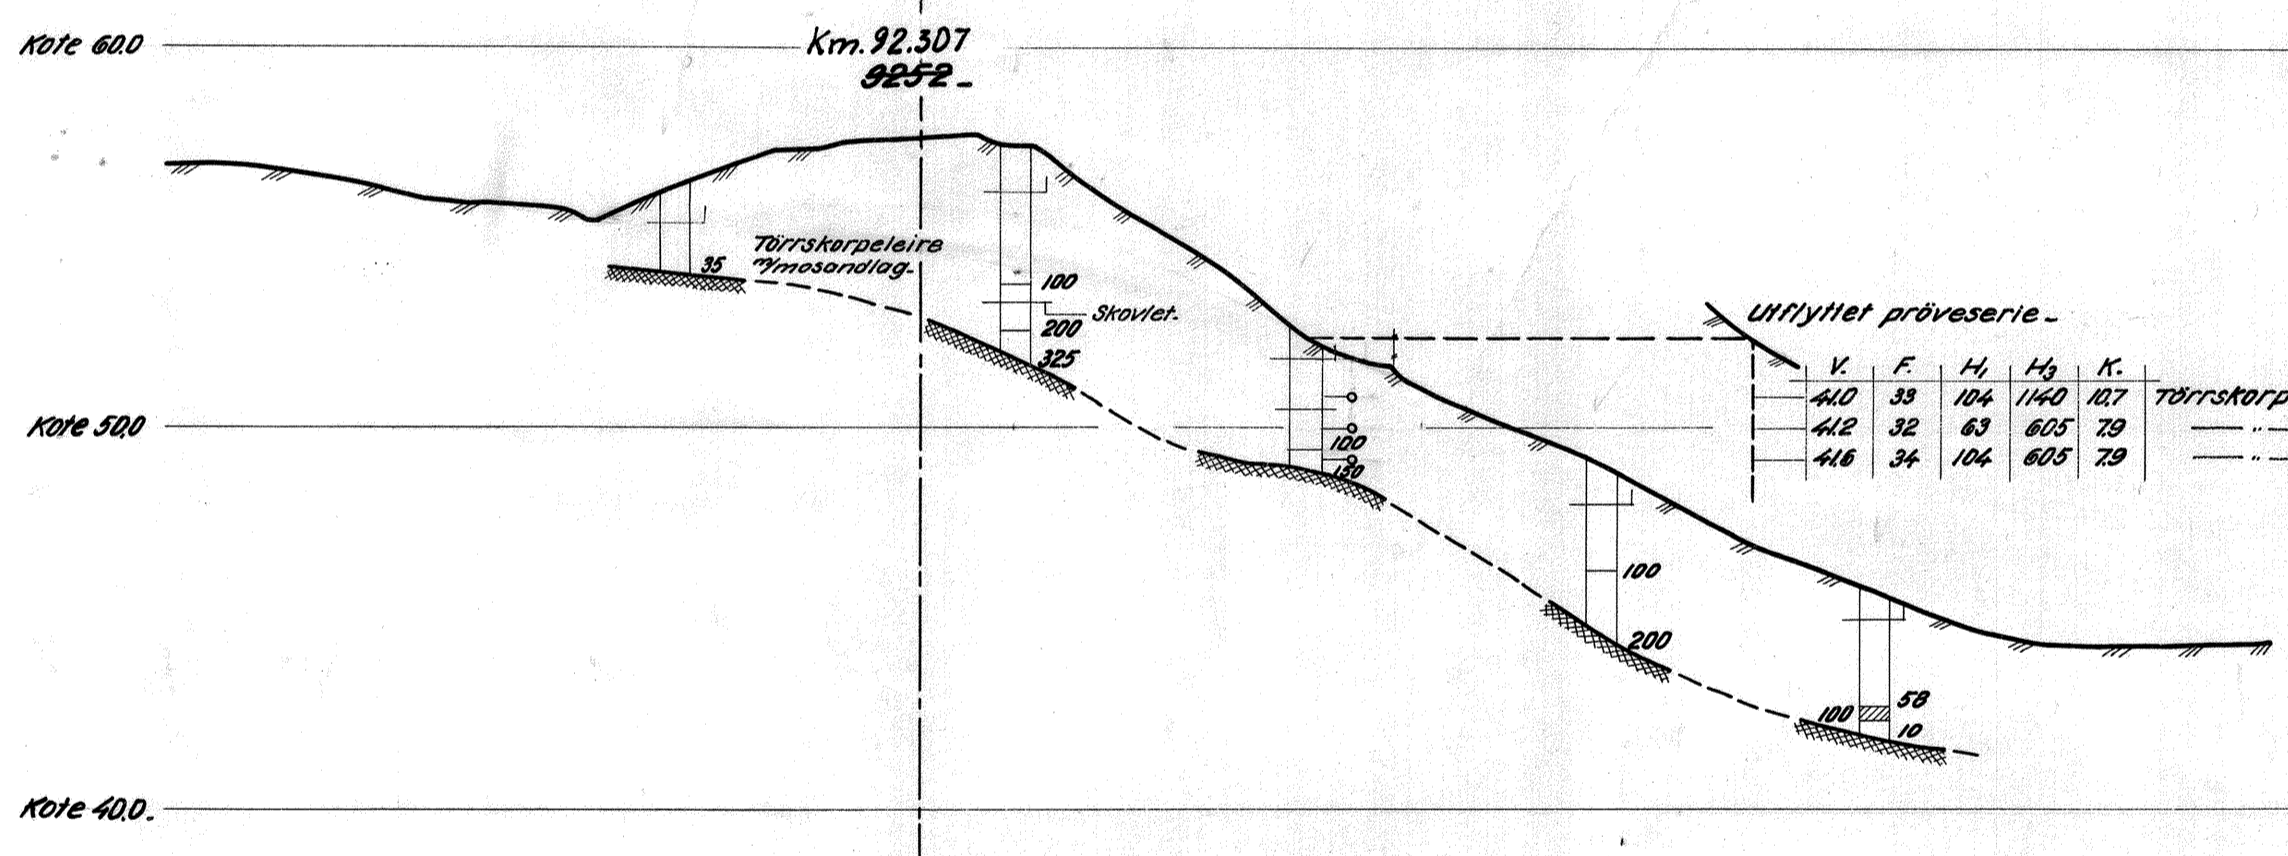 Kote 60.0
Km. 92.307
9252-
Törrskorpeleire
m/mosandlag-
35
100
Skovlet-
200
325
Utflyttet pröveserie-
V. F. H₁ H₃ K.
41.0 33 104 1140 10.7 Törrskorp
41.2 32 63 605 7.9 — " —
41.6 34 104 605 7.9 — " —
Kote 50.0
100
150
100
200
58
100
10
Kote 40.0-